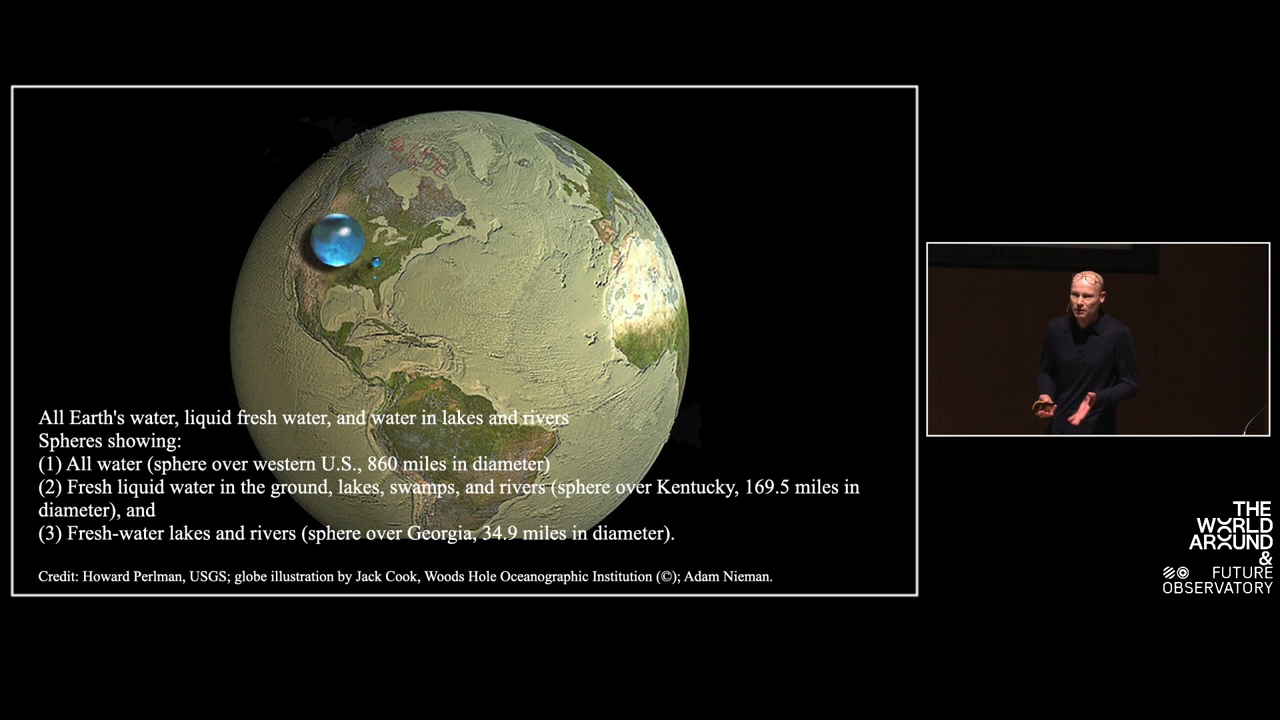 All Earth's water, liquid fresh water, and water in lakes and rivers
Spheres showing:
(1) All water (sphere over western U.S., 860 miles in diameter)
(2) Fresh liquid water in the ground, lakes, swamps, and rivers (sphere over Kentucky, 169.5 miles in
diameter), and
(3) Fresh-water lakes and rivers (sphere over Georgia, 34.9 miles in diameter).
Credit: Howard Perlman, USGS; globe illustration by Jack Cook, Woods Hole Oceanographic Institution (©); Adam Nieman.
THE
WORLD
AROUND
&
FUTURE
OBSERVATORY